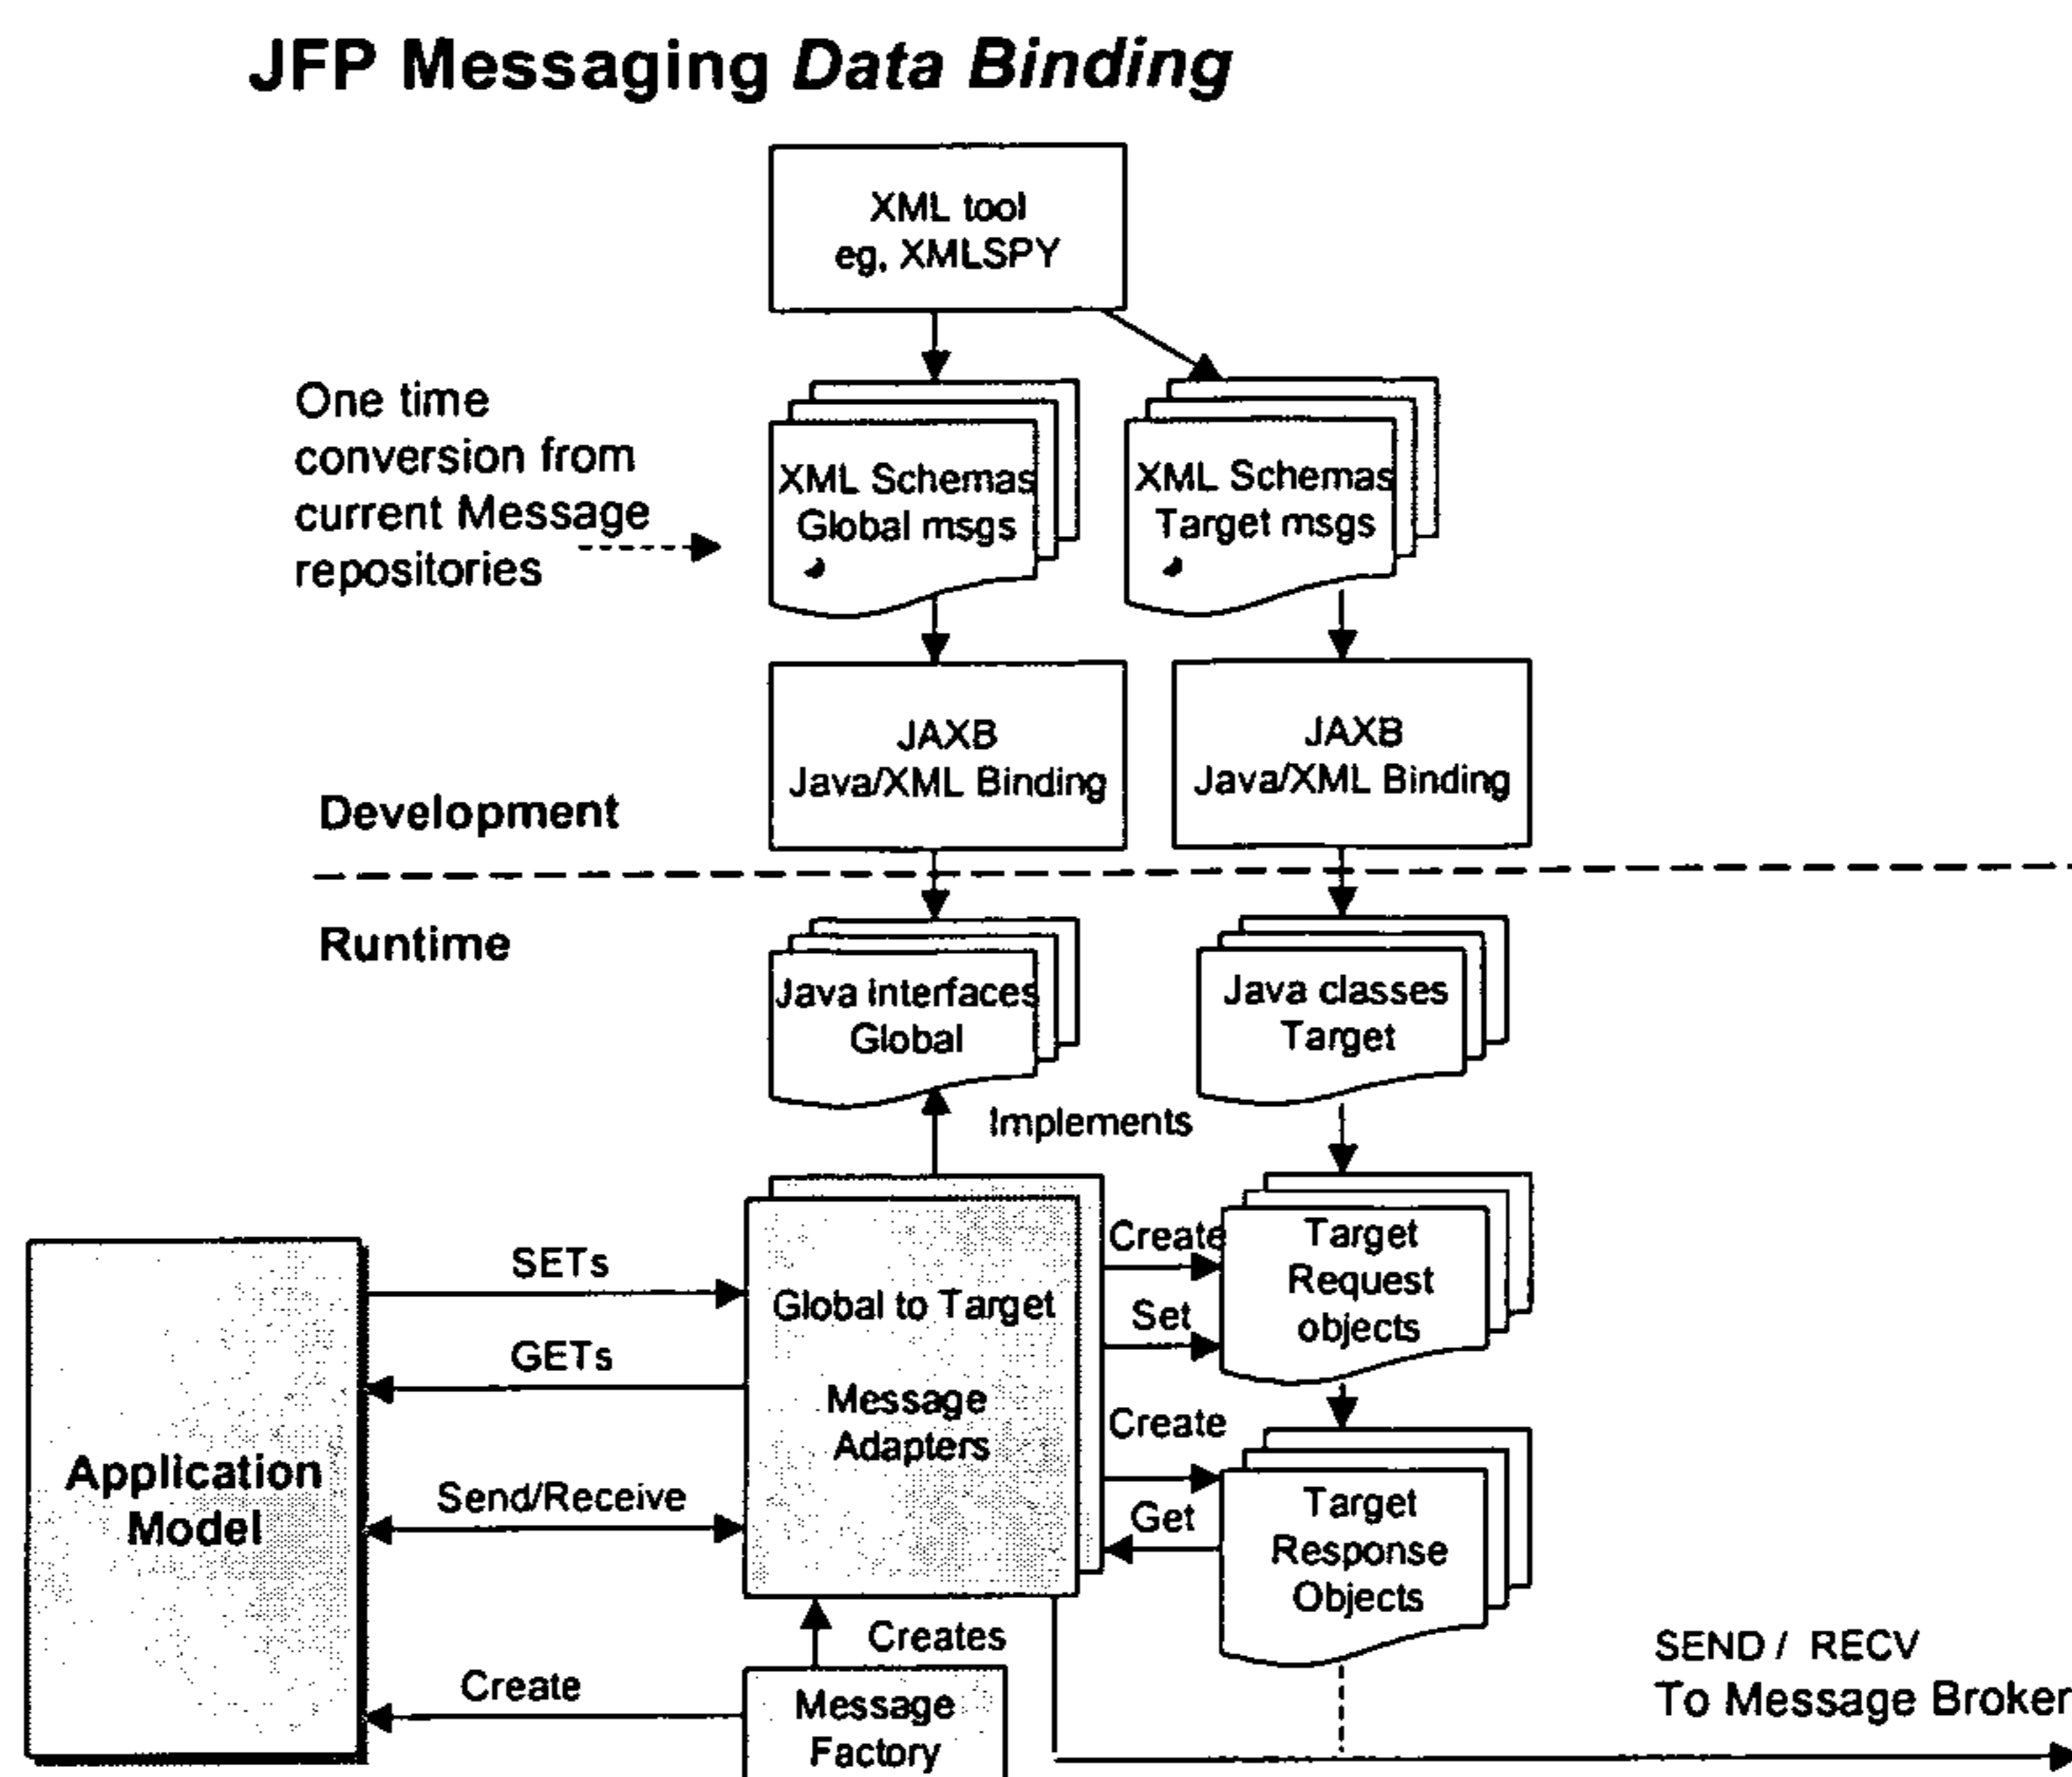 JFP Messaging Data Binding
XML tool
eg, XMLSPY
One time
conversion from
current Message
repositories
XML Schemas
Global msgs
XML Schemas
Target msgs
JAXB
Java/XML Binding
JAXB
Java/XML Binding
Development
Runtime
Java interfaces
Global
Java classes
Target
Implements
SETs
GETs
Send/Receive
Create
Application
Model
Global to Target
Message
Adapters
Create
Set
Create
Get
Target
Request
objects
Target
Response
Objects
Creates
Message
Factory
SEND / RECV
To Message Broker